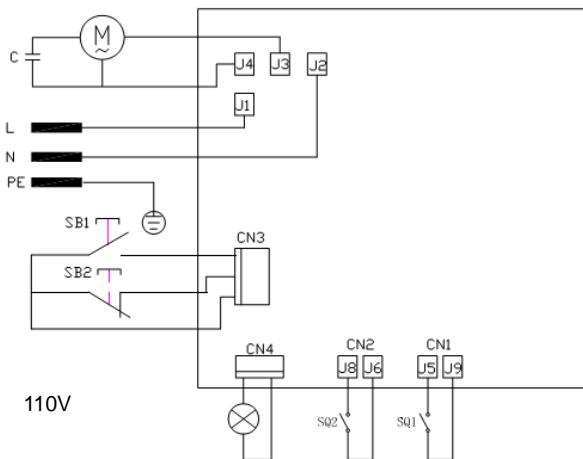 M
~
C
J4 J3 J2
J1
L
N
PE
SB1
CN3
SB2
CN4 CN2 CN1
J8 J6 J5 J9
110V
SQ2 SQ1